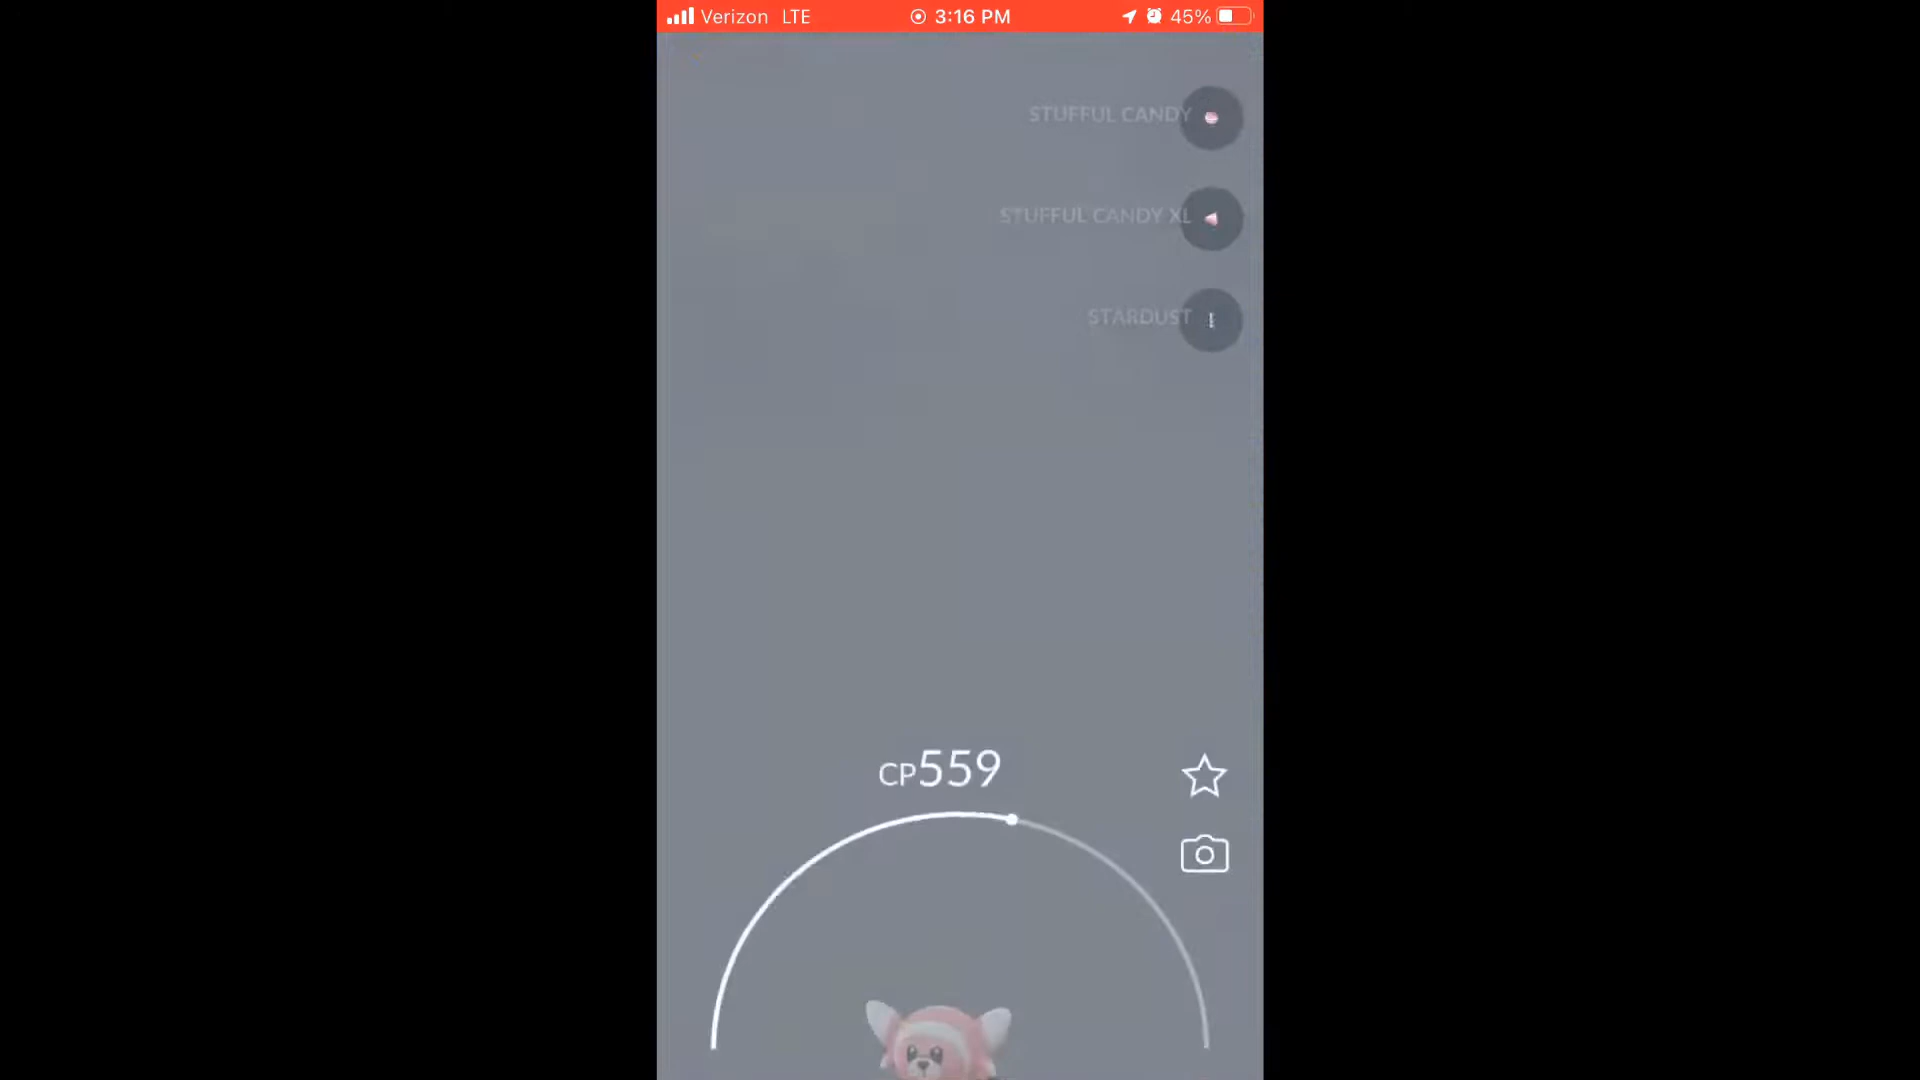 Verizon LTE 3:16 PM 45%
STUFFUL CANDY
STUFFUL CANDY XL
STARDUST
CP559